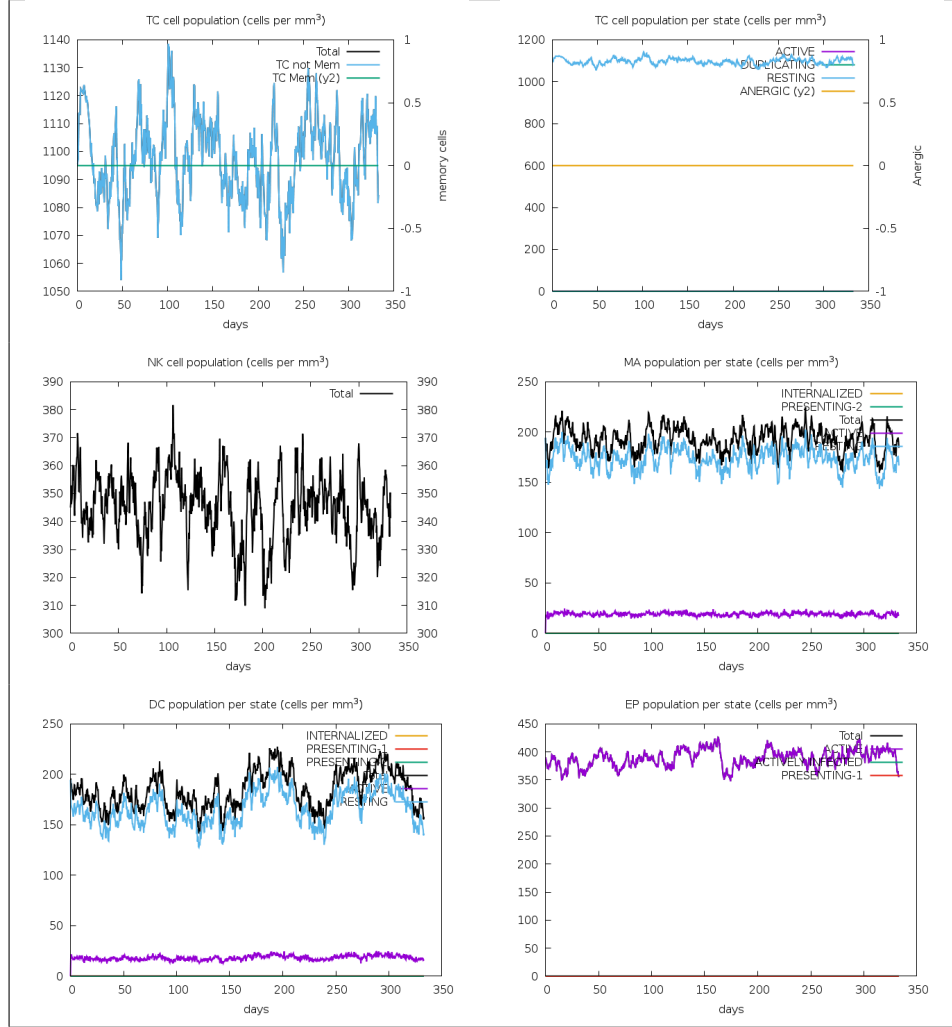 TC cell population (cells per mm³)
1140
1130
1120
1110
1100
1090
1080
1070
1060
1050
1
0.5
0
-0.5
-1
0 50 100 150 200 250 300 350
days
memory cells
Total
TC not Mem
TC Mem (y2)
TC cell population per state (cells per mm³)
1200
1000
800
600
400
200
0
1
0.5
0
-0.5
-1
0 50 100 150 200 250 300 350
days
Anergic
ACTIVE
DUPLICATING
RESTING
ANERGIC (y2)
NK cell population (cells per mm³)
390
380
370
360
350
340
330
320
310
300
390
380
370
360
350
340
330
320
310
300
0 50 100 150 200 250 300 350
days
Total
MA population per state (cells per mm³)
250
200
150
100
50
0
0 50 100 150 200 250 300 350
days
INTERNALIZED
PRESENTING-2
Total
ACTIVE
DC population per state (cells per mm³)
250
200
150
100
50
0
0 50 100 150 200 250 300 350
days
INTERNALIZED
PRESENTING-1
PRESENTING-2
Total
ACTIVE
RESTING
EP population per state (cells per mm³)
450
400
350
300
250
200
150
100
50
0
0 50 100 150 200 250 300 350
days
Total
ACTIVE
ACTIVELY-INFECTED
PRESENTING-1